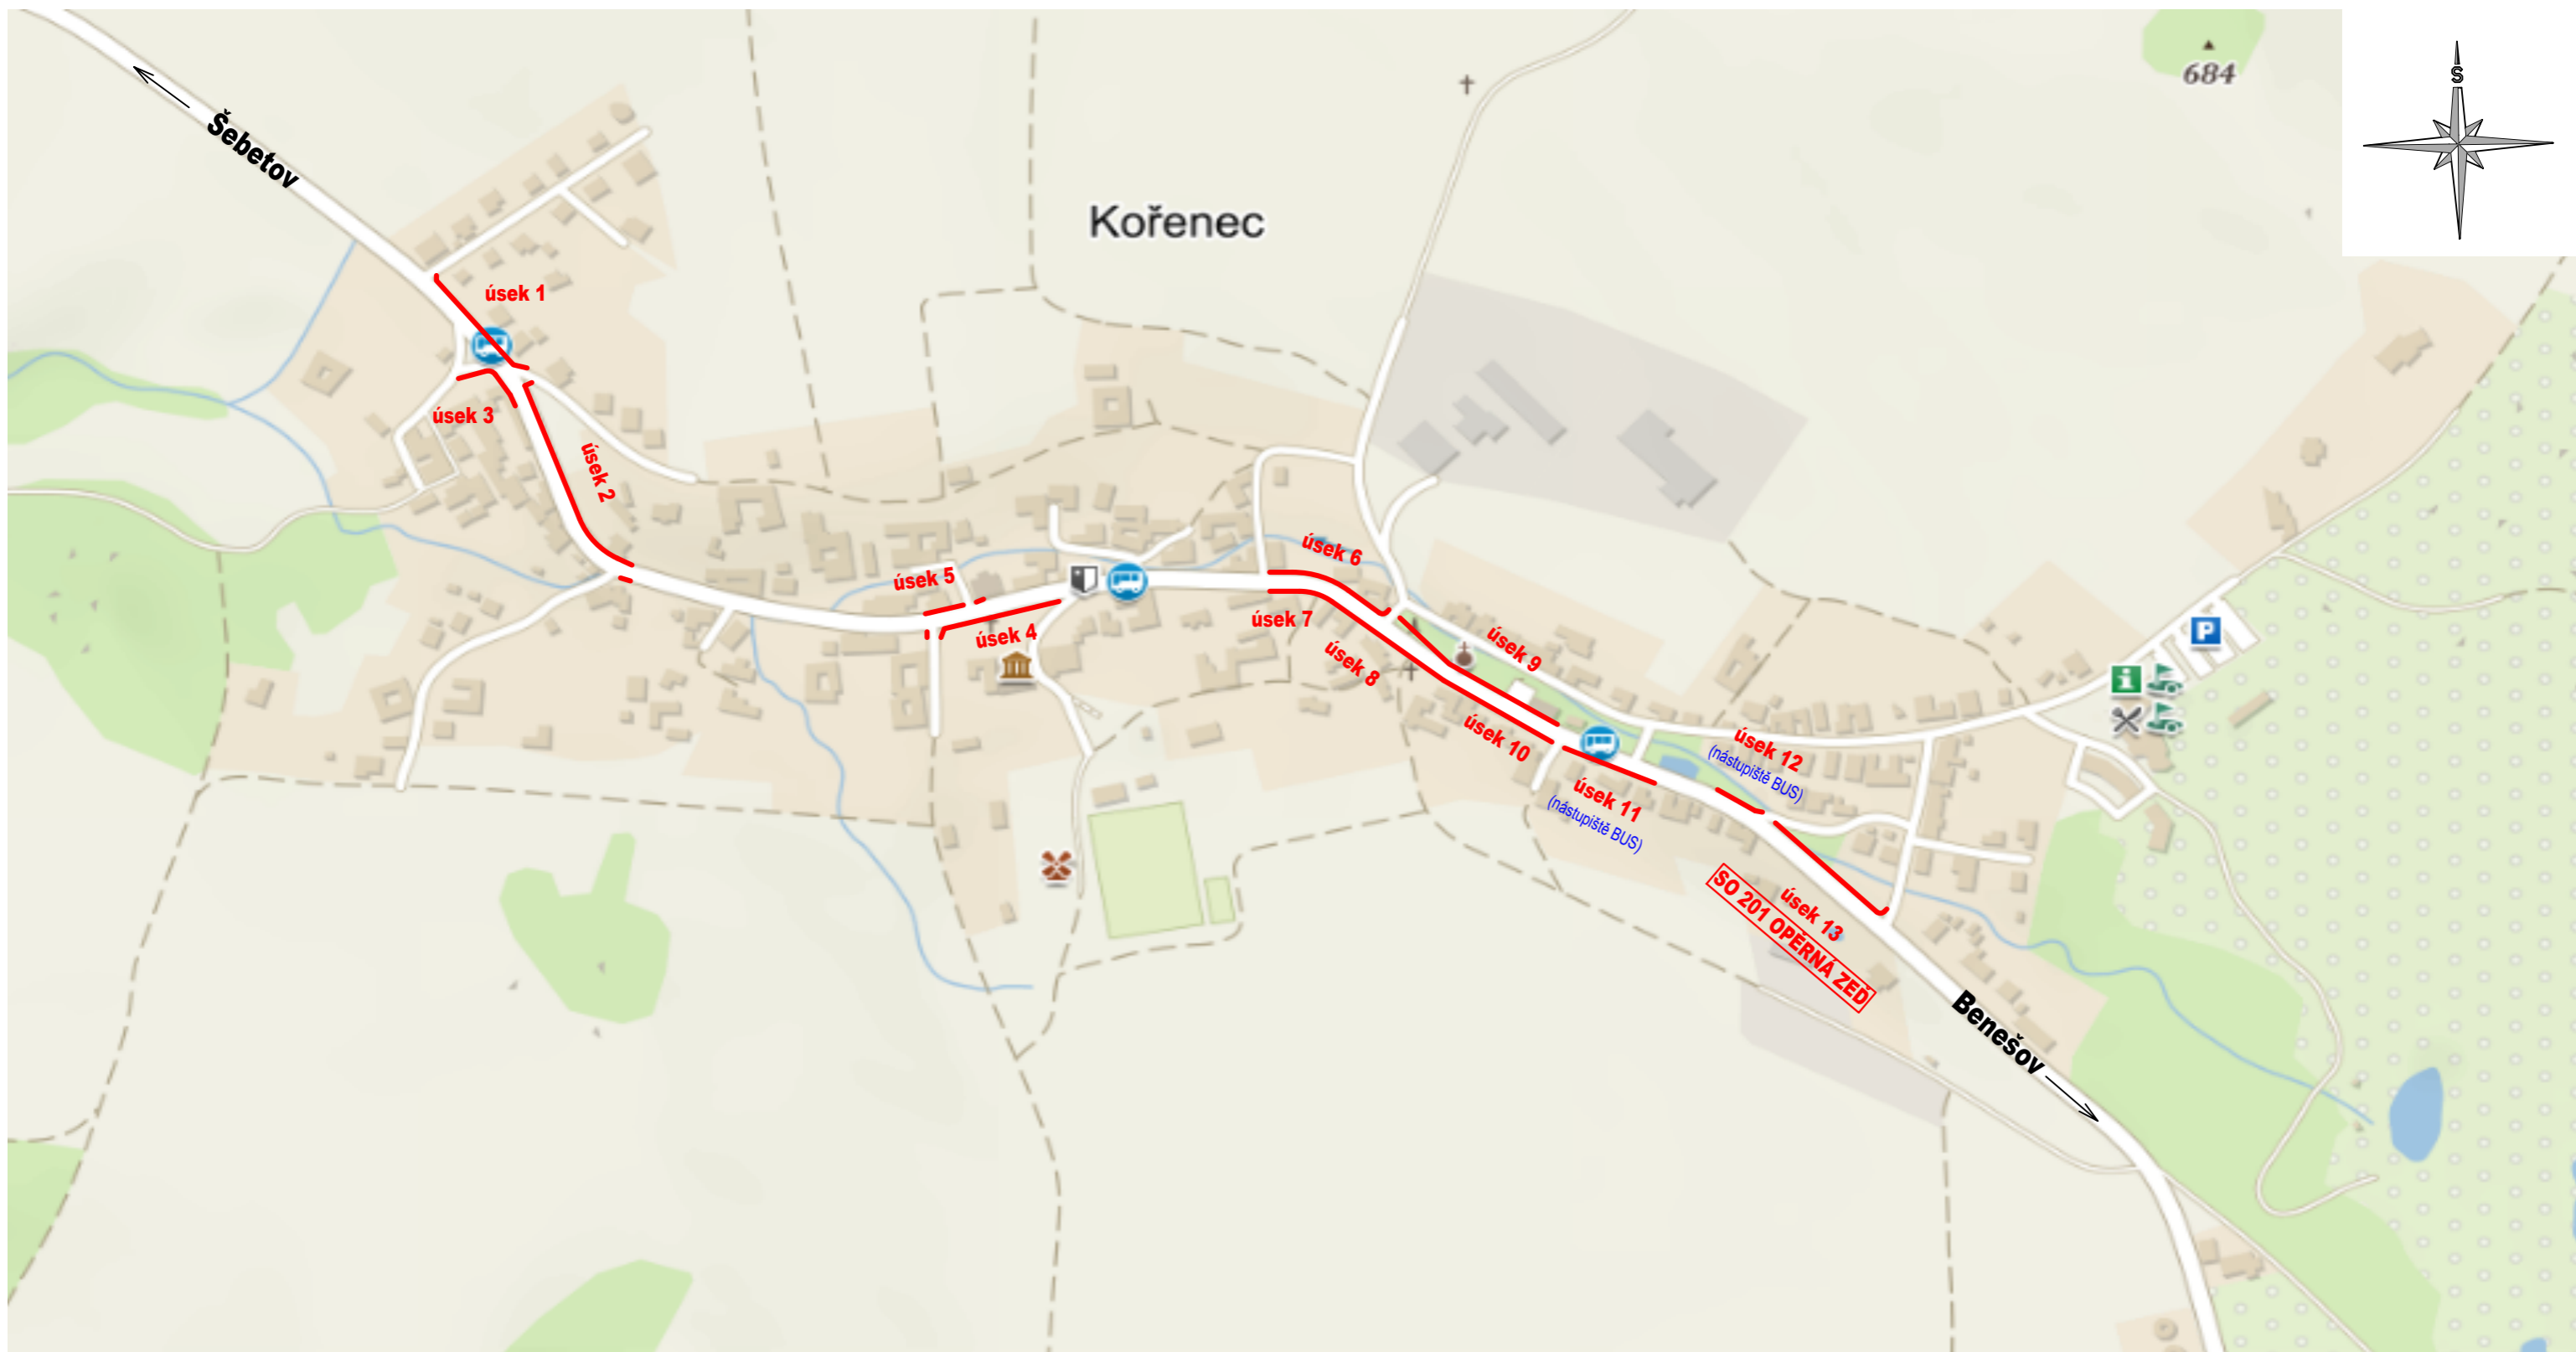 684
S
Šebetov
Kořenec
úsek 1
úsek 3
úsek 2
úsek 5
úsek 4
úsek 6
úsek 7
úsek 8
úsek 9
úsek 10
úsek 11
(nástupiště BUS)
úsek 12
(nástupiště BUS)
P
i
úsek 13
SO 201 OPĚRNÁ ZEĎ
Benešov